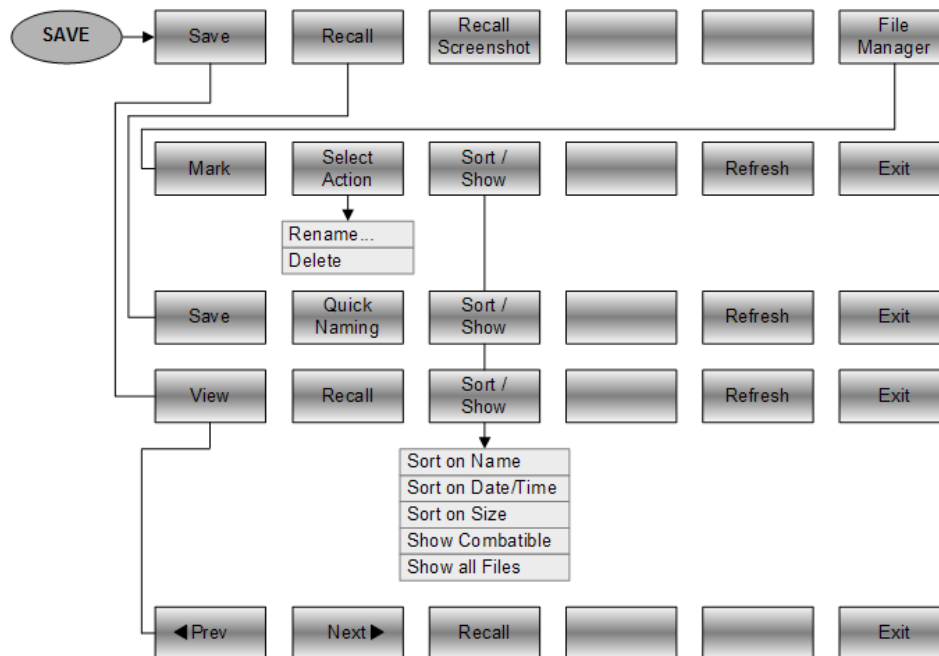 SAVE
Save
Recall
Recall
Screenshot
File
Manager
Mark
Select
Action
Sort /
Show
Refresh
Exit
Rename...
Delete
Save
Quick
Naming
Sort /
Show
Refresh
Exit
View
Recall
Sort /
Show
Refresh
Exit
Sort on Name
Sort on Date/Time
Sort on Size
Show Combatible
Show all Files
◀Prev
Next▶
Recall
Exit